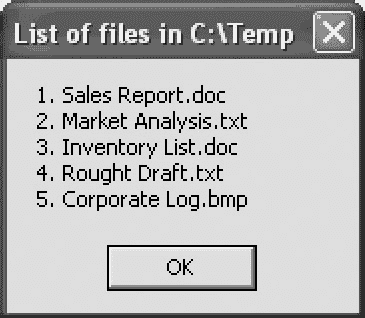 List of files in C:\Temp
1. Sales Report.doc
2. Market Analysis.txt
3. Inventory List.doc
4. Rought Draft.txt
5. Corporate Log.bmp
OK